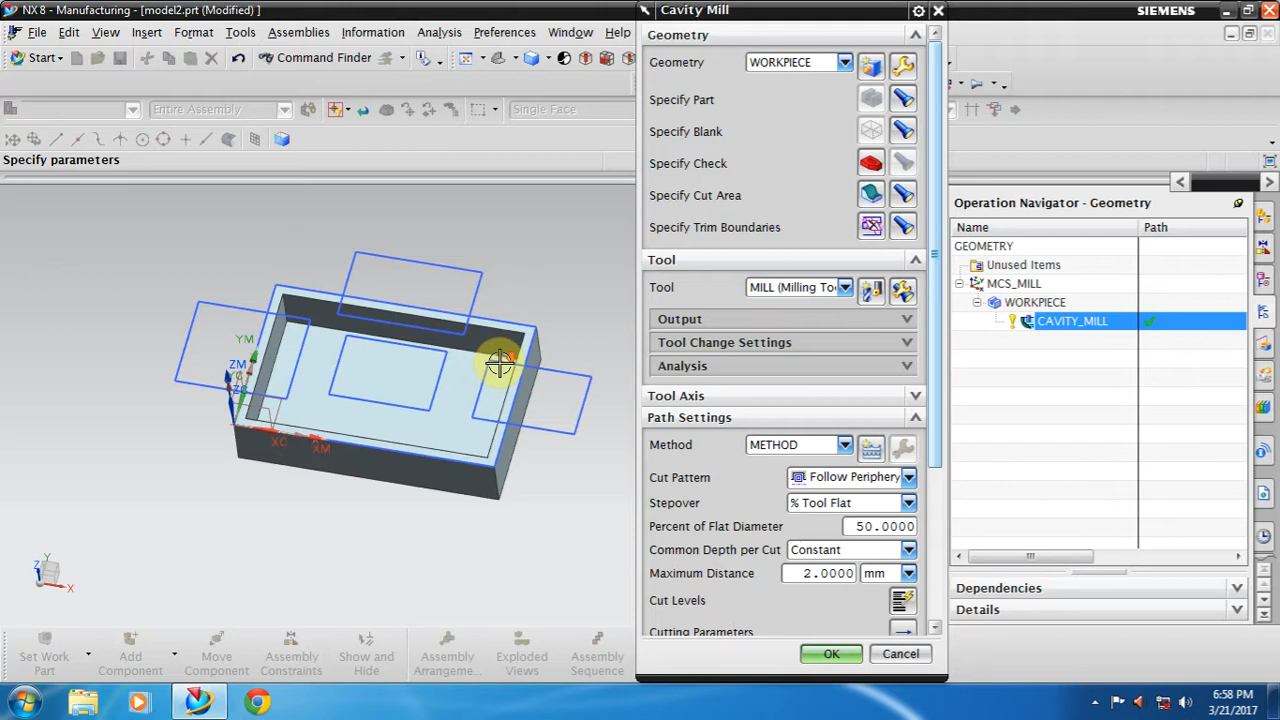 NX 8 - Manufacturing - [model2.prt (Modified) ]
SIEMENS
File Edit View Insert Format Tools Assemblies Information Analysis Preferences Window Help
Start Command Finder
Entire Assembly Single Face
Specify parameters
YM
ZM
YC
ZC
XC
XM
Z Y X
Cavity Mill
Geometry
Geometry WORKPIECE
Specify Part
Specify Blank
Specify Check
Specify Cut Area
Specify Trim Boundaries
Tool
Tool MILL (Milling Too
Output
Tool Change Settings
Analysis
Tool Axis
Path Settings
Method METHOD
Cut Pattern Follow Periphery
Stepover % Tool Flat
Percent of Flat Diameter 50.0000
Common Depth per Cut Constant
Maximum Distance 2.0000 mm
Cut Levels
Cutting Parameters
OK Cancel
Operation Navigator - Geometry
Name Path
GEOMETRY
Unused Items
MCS_MILL
WORKPIECE
CAVITY_MILL
Dependencies
Details
Set Work Part
Add Component
Move Component
Assembly Constraints
Show and Hide
Assembly Arrangeme...
Exploded Views
Assembly Sequence
6:58 PM
3/21/2017